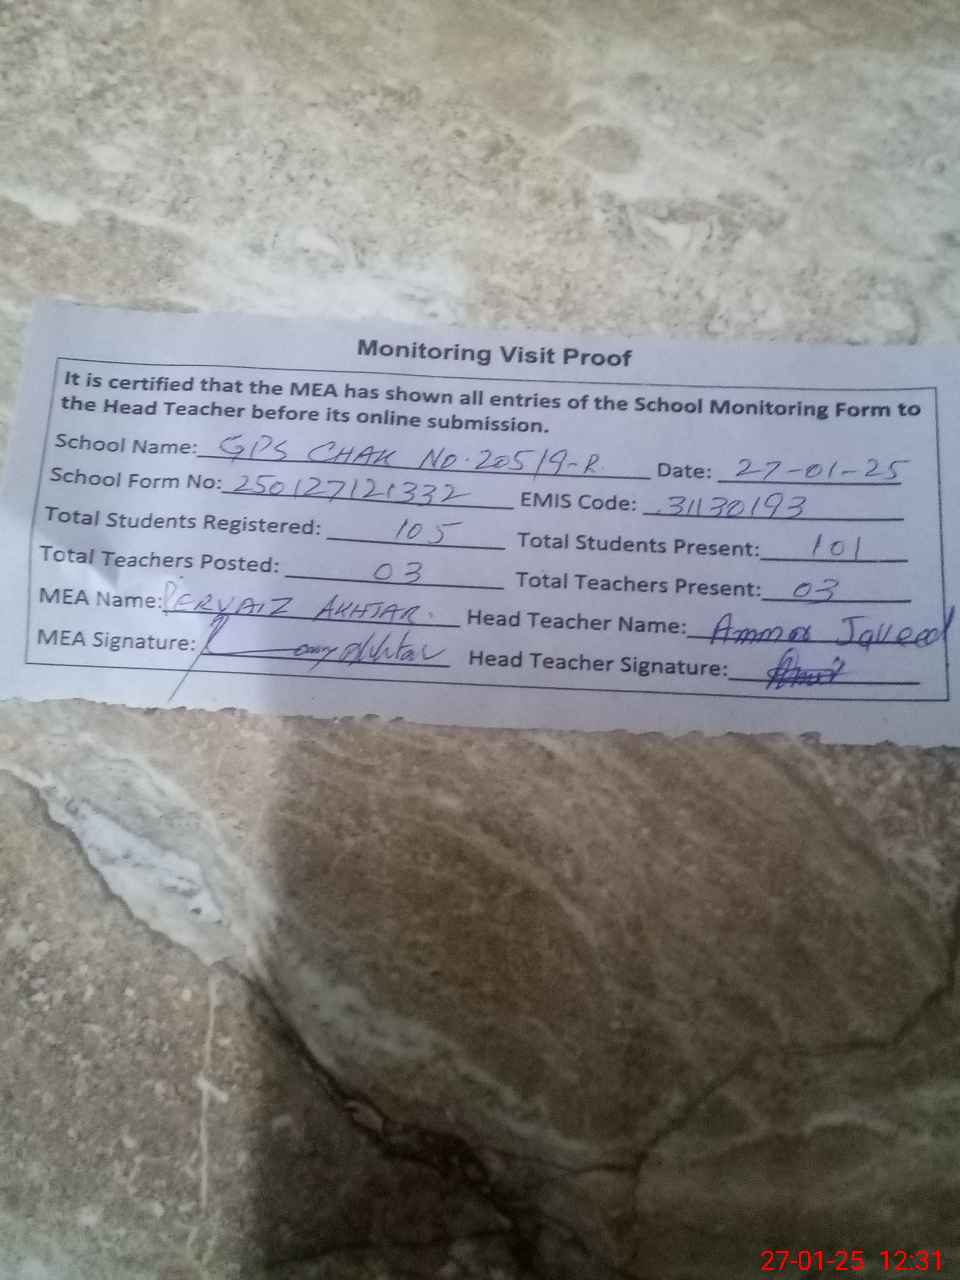 Monitoring Visit Proof
It is certified that the MEA has shown all entries of the School Monitoring Form to
the Head Teacher before its online submission.
School Name: GPS CHAK NO. 205/9-R. Date: 27-01-25
School Form No: 250127121332 EMIS Code: 31130193
Total Students Registered: 105 Total Students Present: 101
Total Teachers Posted: 03 Total Teachers Present: 03
MEA Name: PERVAIZ AKHTAR. Head Teacher Name: Ammar Javeed
MEA Signature: Head Teacher Signature:
27-01-25 12:31